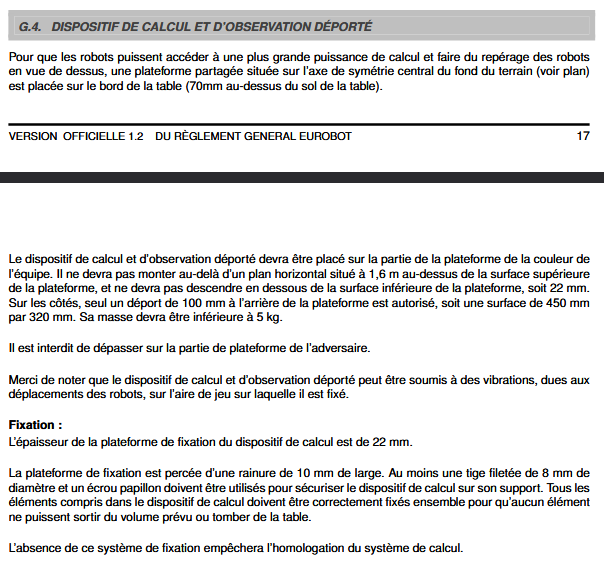 G.4. DISPOSITIF DE CALCUL ET D'OBSERVATION DÉPORTÉ
Pour que les robots puissent accéder à une plus grande puissance de calcul et faire du repérage des robots
en vue de dessus, une plateforme partagée située sur l'axe de symétrie central du fond du terrain (voir plan)
est placée sur le bord de la table (70mm au-dessus du sol de la table).
VERSION OFFICIELLE 1.2 DU RÈGLEMENT GENERAL EUROBOT 17
Le dispositif de calcul et d'observation déporté devra être placé sur la partie de la plateforme de la couleur de
l'équipe. Il ne devra pas monter au-delà d'un plan horizontal situé à 1,6 m au-dessus de la surface supérieure
de la plateforme, et ne devra pas descendre en dessous de la surface inférieure de la plateforme, soit 22 mm.
Sur les côtés, seul un déport de 100 mm à l'arrière de la plateforme est autorisé, soit une surface de 450 mm
par 320 mm. Sa masse devra être inférieure à 5 kg.
Il est interdit de dépasser sur la partie de plateforme de l'adversaire.
Merci de noter que le dispositif de calcul et d'observation déporté peut être soumis à des vibrations, dues aux
déplacements des robots, sur l'aire de jeu sur laquelle il est fixé.
Fixation :
L'épaisseur de la plateforme de fixation du dispositif de calcul est de 22 mm.
La plateforme de fixation est percée d'une rainure de 10 mm de large. Au moins une tige filetée de 8 mm de
diamètre et un écrou papillon doivent être utilisés pour sécuriser le dispositif de calcul sur son support. Tous les
éléments compris dans le dispositif de calcul doivent être correctement fixés ensemble pour qu'aucun élément
ne puissent sortir du volume prévu ou tomber de la table.
L'absence de ce système de fixation empêchera l'homologation du système de calcul.